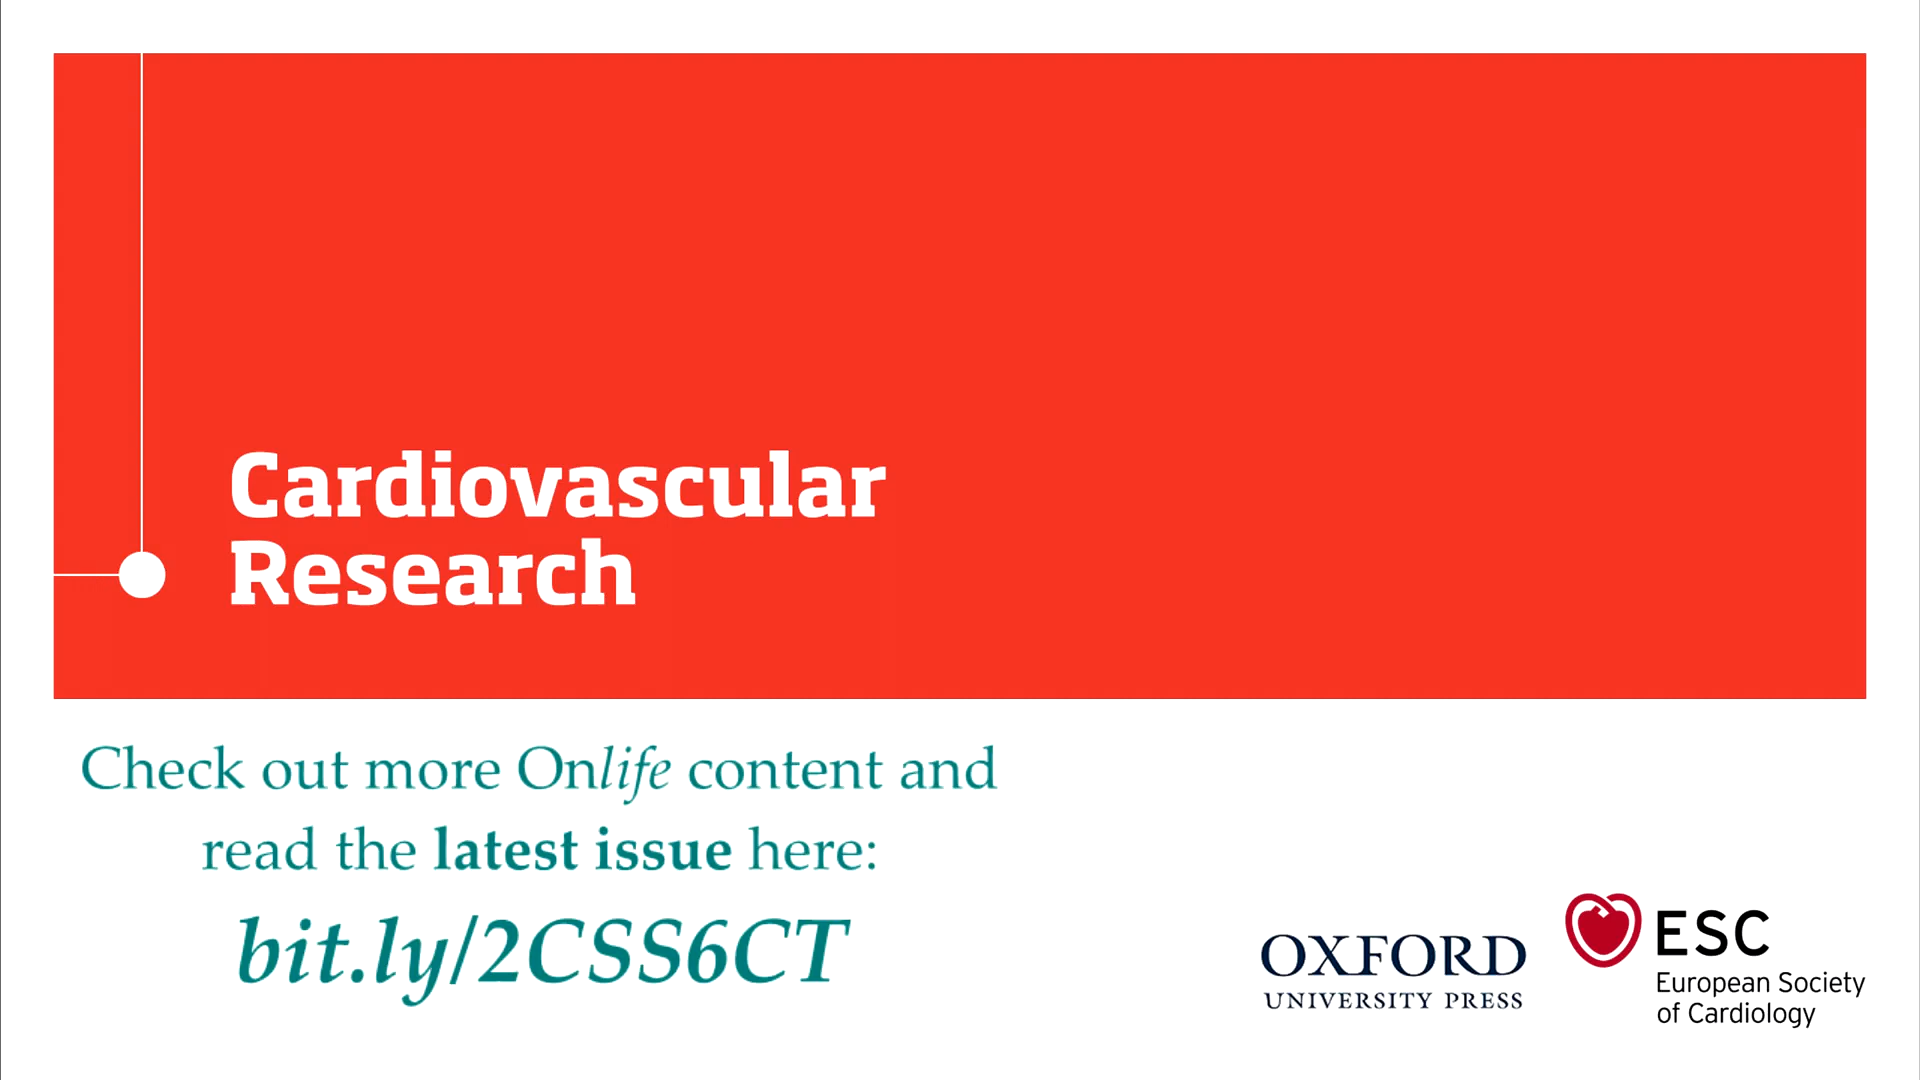 Cardiovascular
Research
Check out more Onlife content and
read the latest issue here:
bit.ly/2CSS6CT
OXFORD
UNIVERSITY PRESS
ESC
European Society
of Cardiology